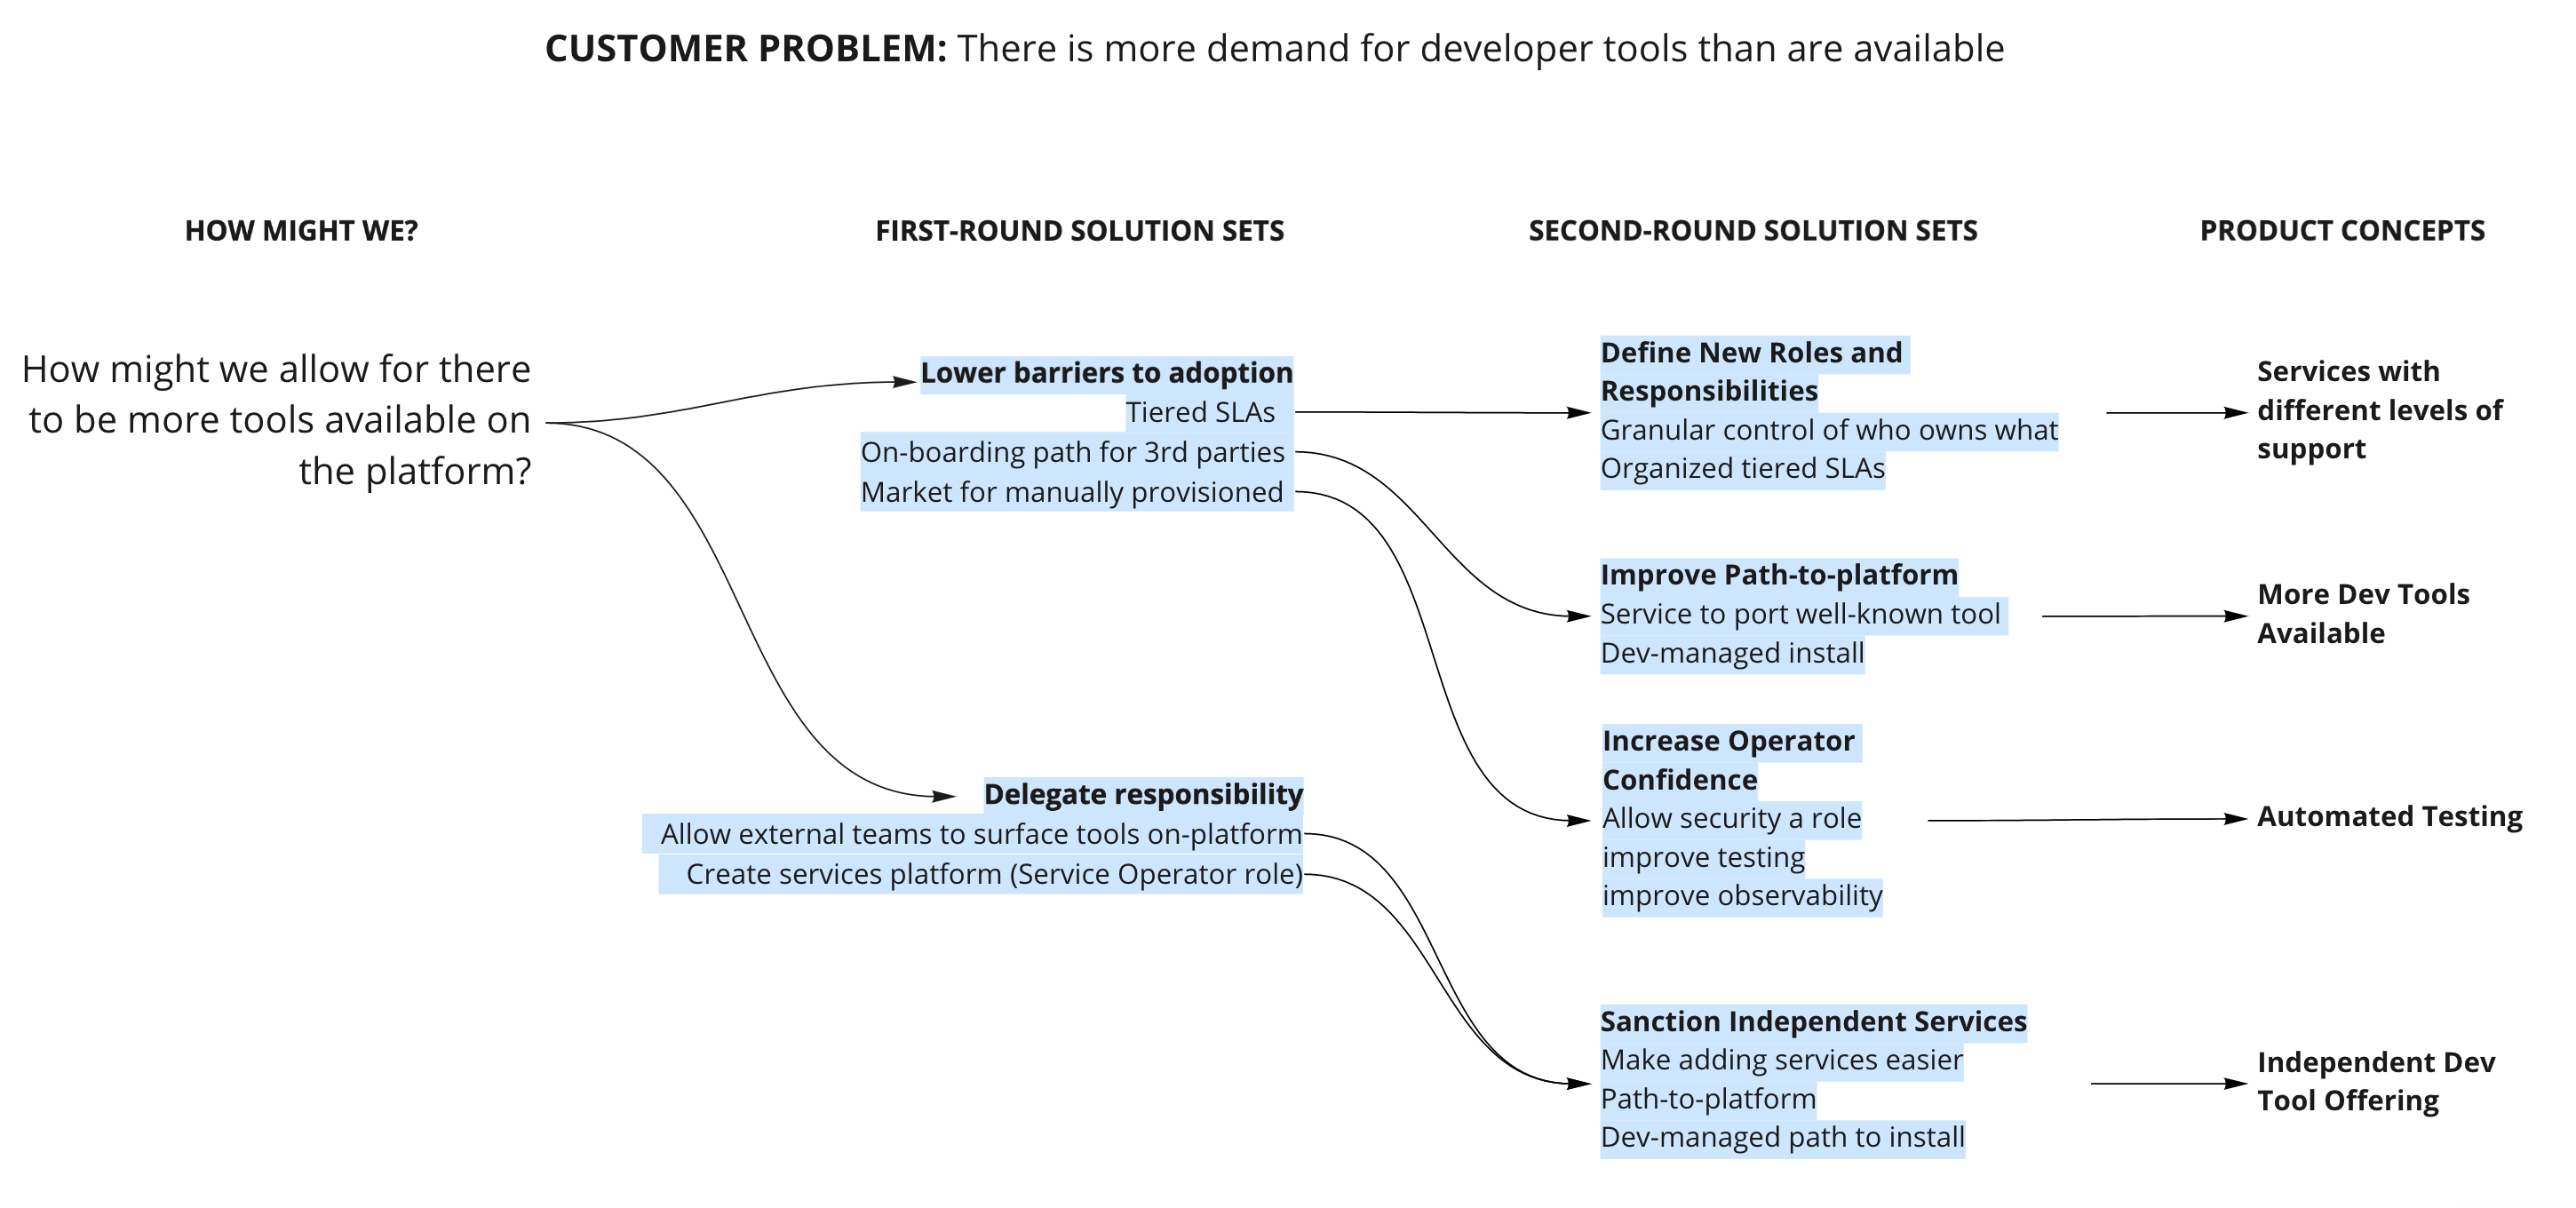 CUSTOMER PROBLEM: There is more demand for developer tools than are available
HOW MIGHT WE?
FIRST-ROUND SOLUTION SETS
SECOND-ROUND SOLUTION SETS
PRODUCT CONCEPTS
How might we allow for there
to be more tools available on
the platform?
Lower barriers to adoption
Tiered SLAs
On-boarding path for 3rd parties
Market for manually provisioned
Delegate responsibility
Allow external teams to surface tools on-platform
Create services platform (Service Operator role)
Define New Roles and
Responsibilities
Granular control of who owns what
Organized tiered SLAs
Improve Path-to-platform
Service to port well-known tool
Dev-managed install
Increase Operator
Confidence
Allow security a role
improve testing
improve observability
Sanction Independent Services
Make adding services easier
Path-to-platform
Dev-managed path to install
Services with
different levels of
support
More Dev Tools
Available
Automated Testing
Independent Dev
Tool Offering